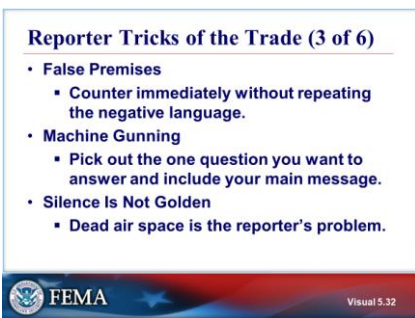 Reporter Tricks of the Trade (3 of 6)
• False Premises
▪ Counter immediately without repeating
the negative language.
• Machine Gunning
▪ Pick out the one question you want to
answer and include your main message.
• Silence Is Not Golden
▪ Dead air space is the reporter's problem.
FEMA
Visual 5.32